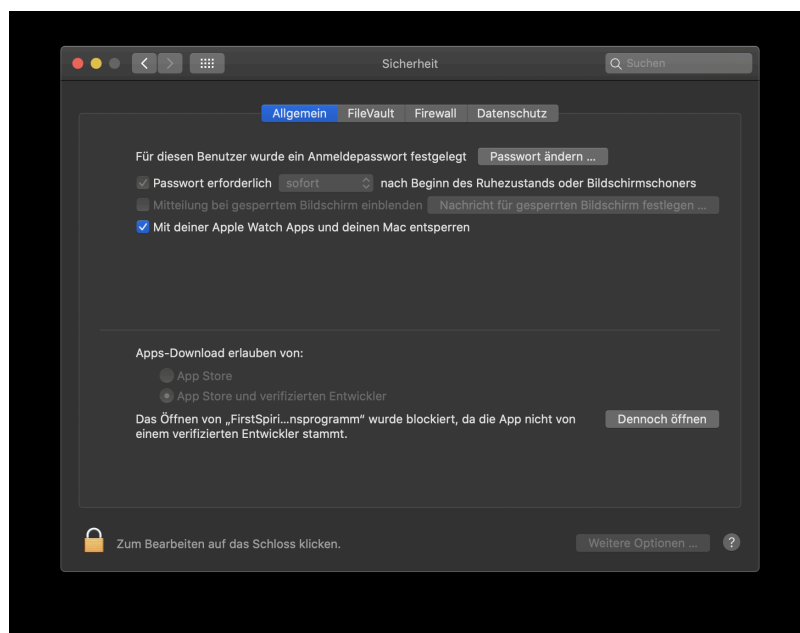 Sicherheit
Suchen
Allgemein FileVault Firewall Datenschutz
Für diesen Benutzer wurde ein Anmeldepasswort festgelegt Passwort ändern ...
Passwort erforderlich sofort nach Beginn des Ruhezustands oder Bildschirmschoners
Mitteilung bei gesperrtem Bildschirm einblenden Nachricht für gesperrten Bildschirm festlegen ...
Mit deiner Apple Watch Apps und deinen Mac entsperren
Apps-Download erlauben von:
App Store
App Store und verifizierten Entwickler
Das Öffnen von „FirstSpiri...nsprogramm“ wurde blockiert, da die App nicht von
einem verifizierten Entwickler stammt.
Dennoch öffnen
Zum Bearbeiten auf das Schloss klicken.
Weitere Optionen ... ?